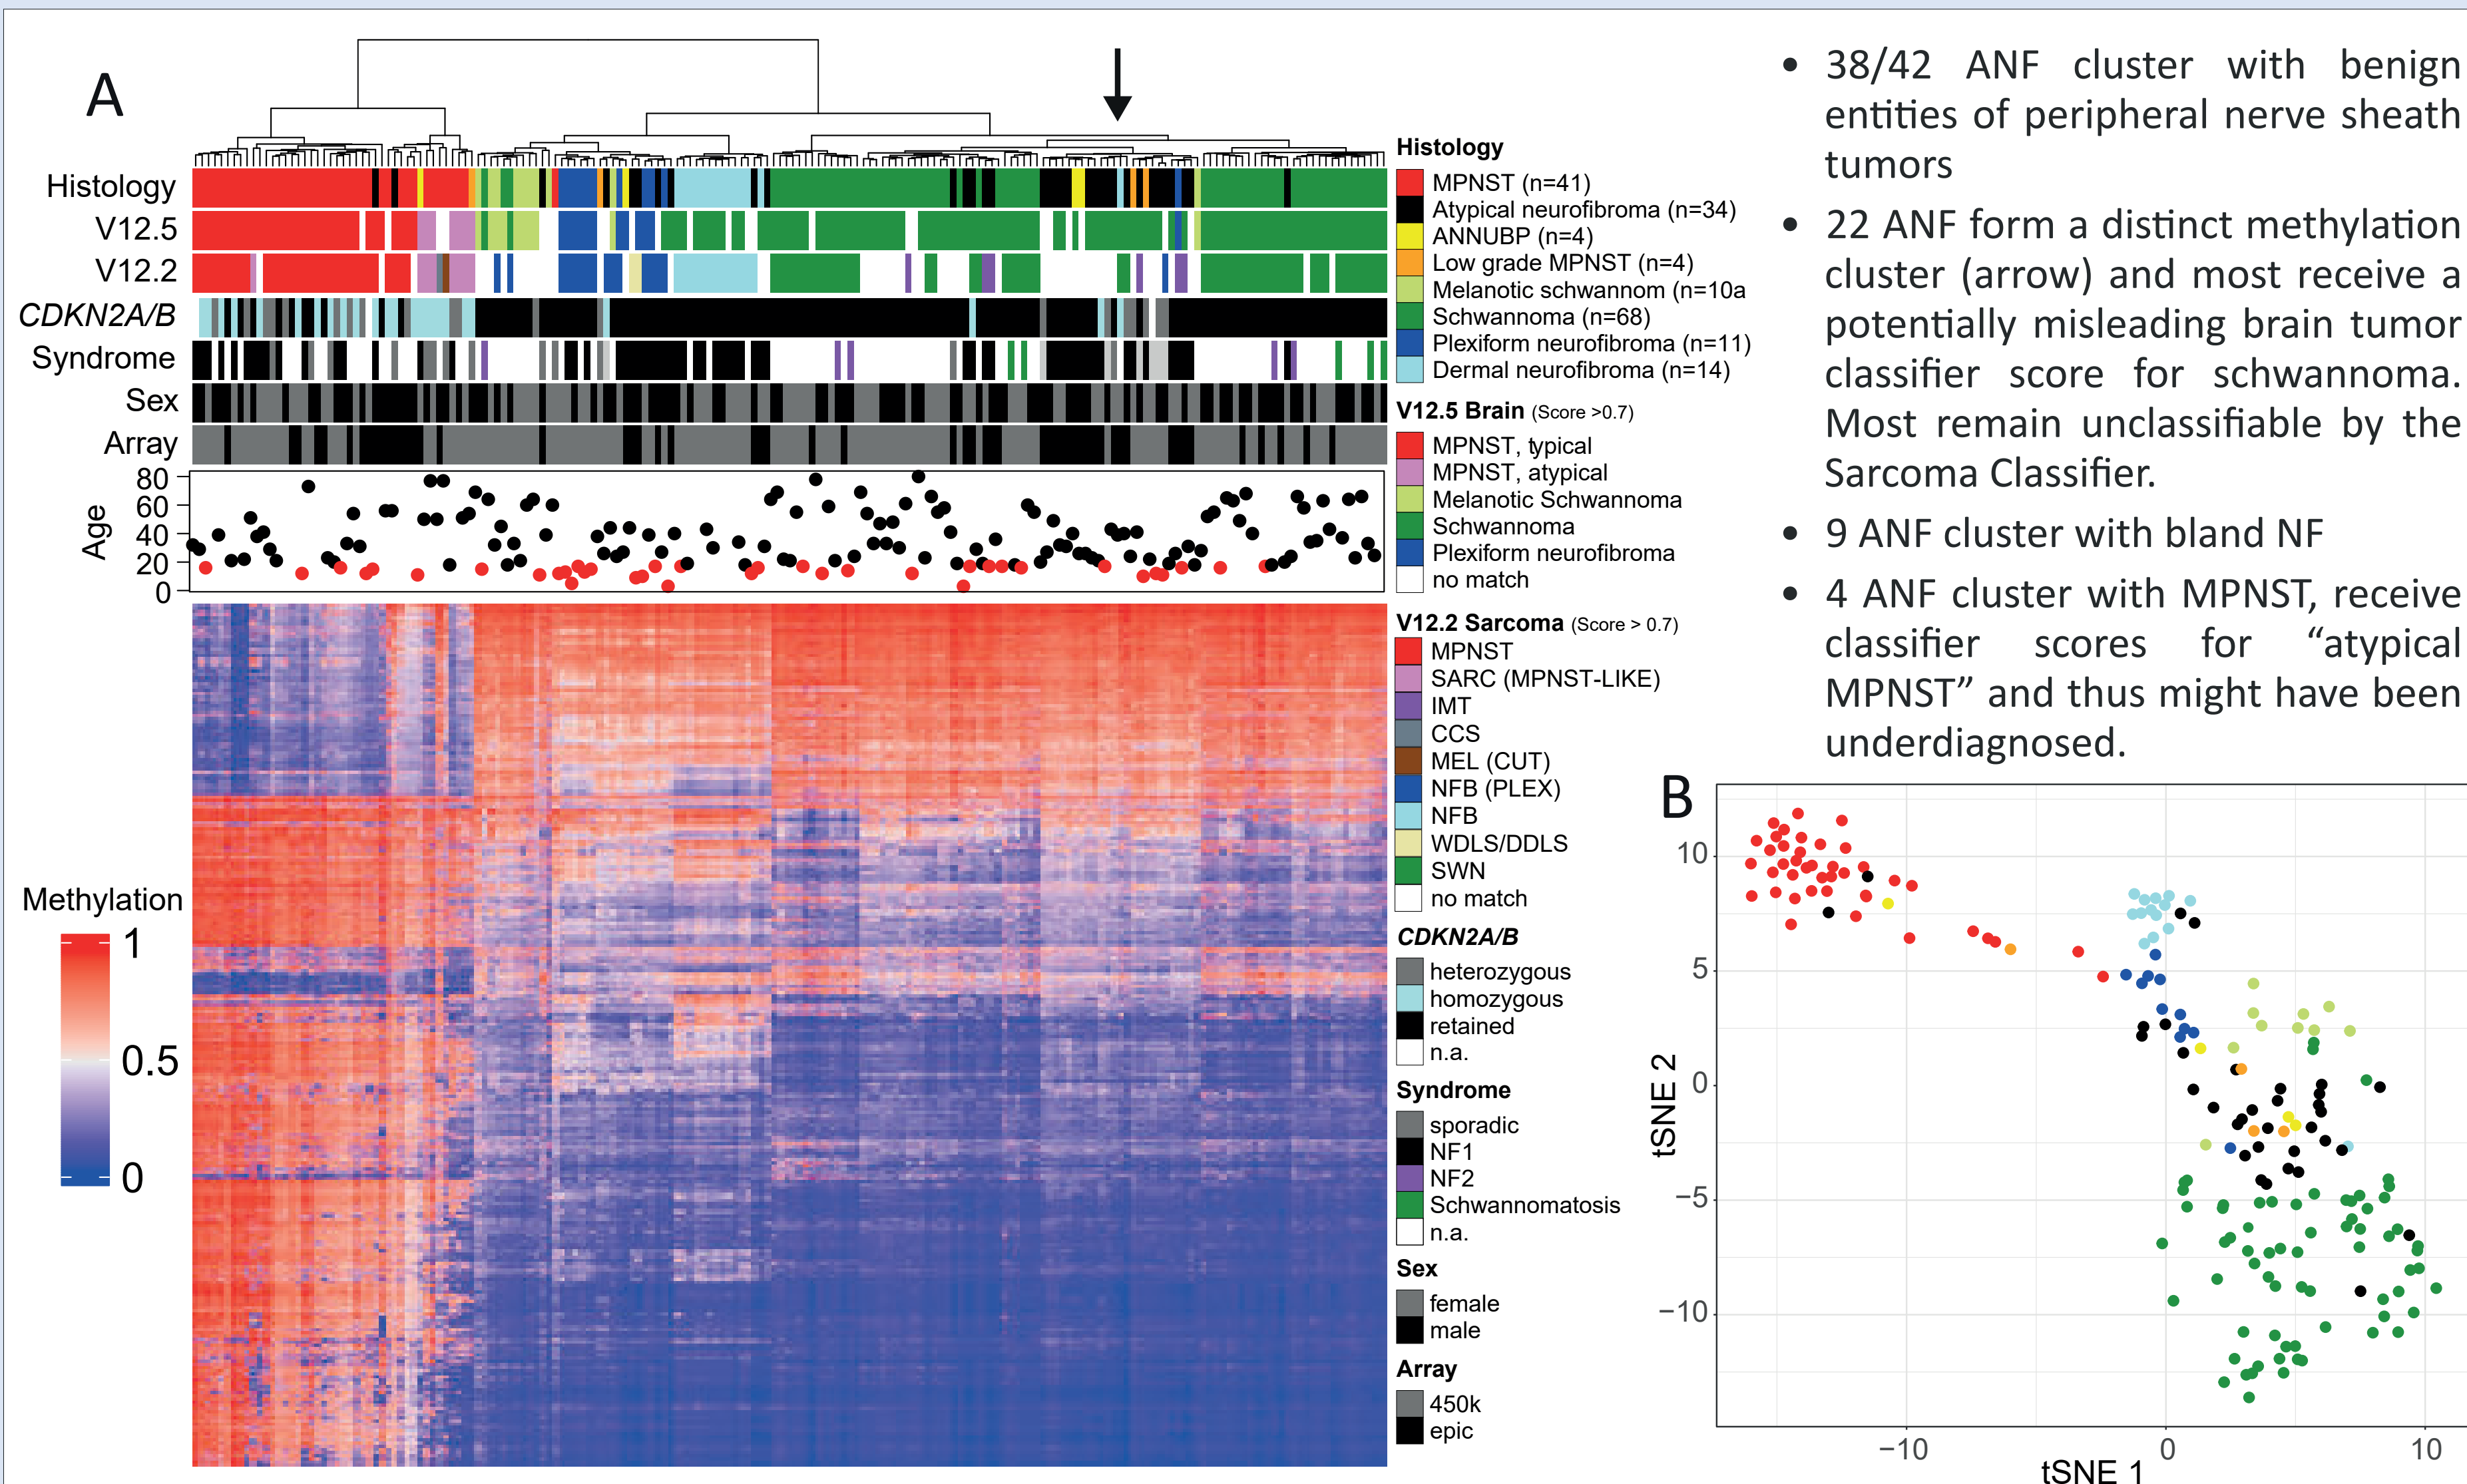 A
Histology
V12.5
V12.2
CDKN2A/B
Syndrome
Sex
Array
Age
80
60
40
20
0
Methylation
1
0.5
0
Histology
MPNST (n=41)
Atypical neurofibroma (n=34)
ANNUBP (n=4)
Low grade MPNST (n=4)
Melanotic schwannom (n=10a
Schwannoma (n=68)
Plexiform neurofibroma (n=11)
Dermal neurofibroma (n=14)
V12.5 Brain (Score >0.7)
MPNST, typical
MPNST, atypical
Melanotic Schwannoma
Schwannoma
Plexiform neurofibroma
no match
V12.2 Sarcoma (Score > 0.7)
MPNST
SARC (MPNST-LIKE)
IMT
CCS
MEL (CUT)
NFB (PLEX)
NFB
WDLS/DDLS
SWN
no match
CDKN2A/B
heterozygous
homozygous
retained
n.a.
Syndrome
sporadic
NF1
NF2
Schwannomatosis
n.a.
Sex
female
male
Array
450k
epic
• 38/42 ANF cluster with benign
entities of peripheral nerve sheath
tumors
• 22 ANF form a distinct methylation
cluster (arrow) and most receive a
potentially misleading brain tumor
classifier score for schwannoma.
Most remain unclassifiable by the
Sarcoma Classifier.
• 9 ANF cluster with bland NF
• 4 ANF cluster with MPNST, receive
classifier scores for “atypical
MPNST” and thus might have been
underdiagnosed.
B
tSNE 2
10
5
0
−5
−10
−10
0
10
tSNE 1